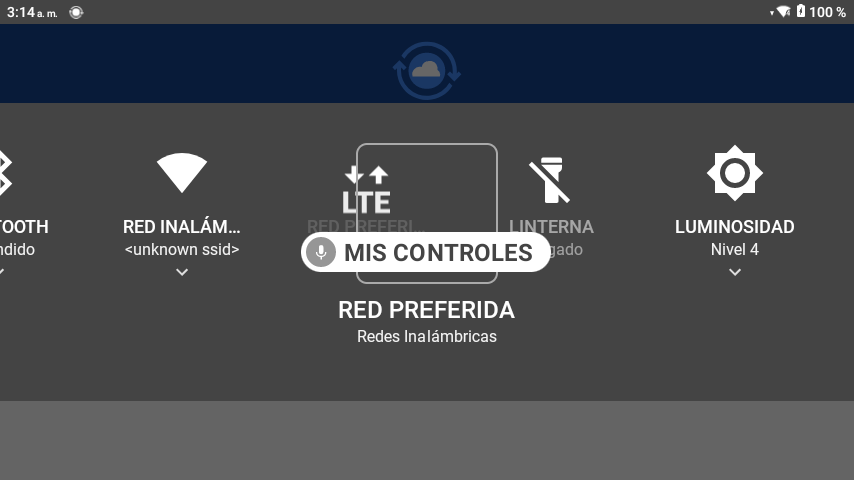 3:14 a. m.
100 %
TOOTH
RED INALÁM...
LTE
RED PREFERI...
LINTERNA
LUMINOSIDAD
ndido
<unknown ssid>
gado
Nivel 4
MIS CONTROLES
RED PREFERIDA
Redes Inalámbricas